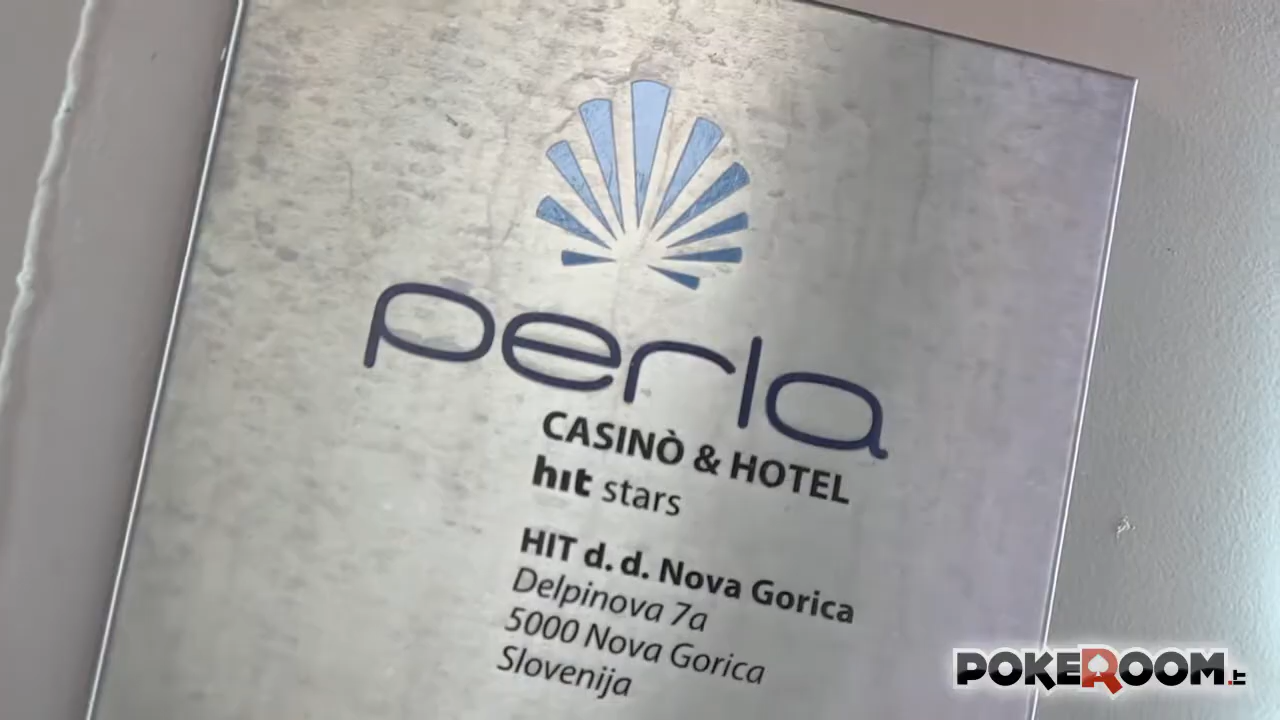 perla
CASINÒ & HOTEL
hit stars
HIT d.d. Nova Gorica
Delpinova 7a
5000 Nova Gorica
Slovenija
POKEROOM.it